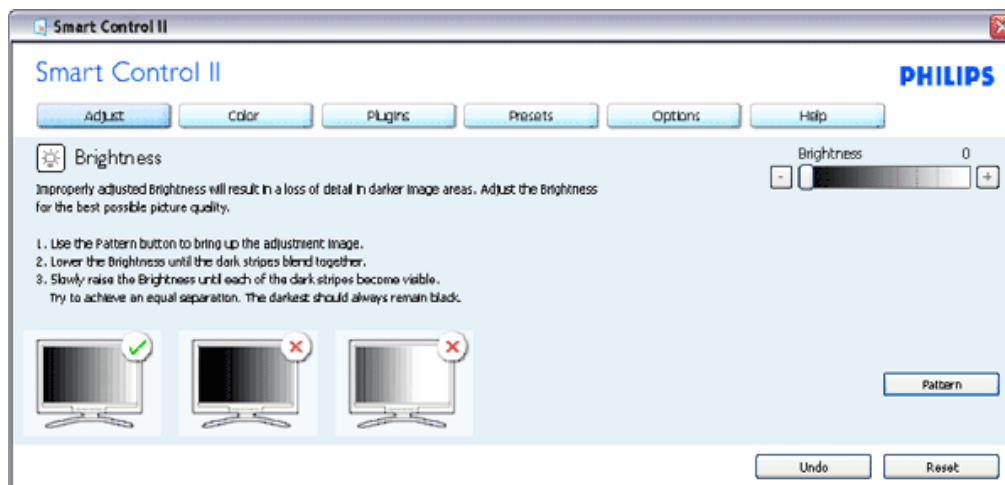 Smart Control II
Smart Control II
PHILIPS
Adjust Color Plugins Presets Options Help
Brightness
Brightness 0
Improperly adjusted Brightness will result in a loss of detail in darker image areas. Adjust the Brightness
for the best possible picture quality.
- +
1. Use the Pattern button to bring up the adjustment image.
2. Lower the Brightness until the dark stripes blend together.
3. Slowly raise the Brightness until each of the dark stripes become visible.
Try to achieve an equal separation. The darkest should always remain black.
Pattern
Undo Reset